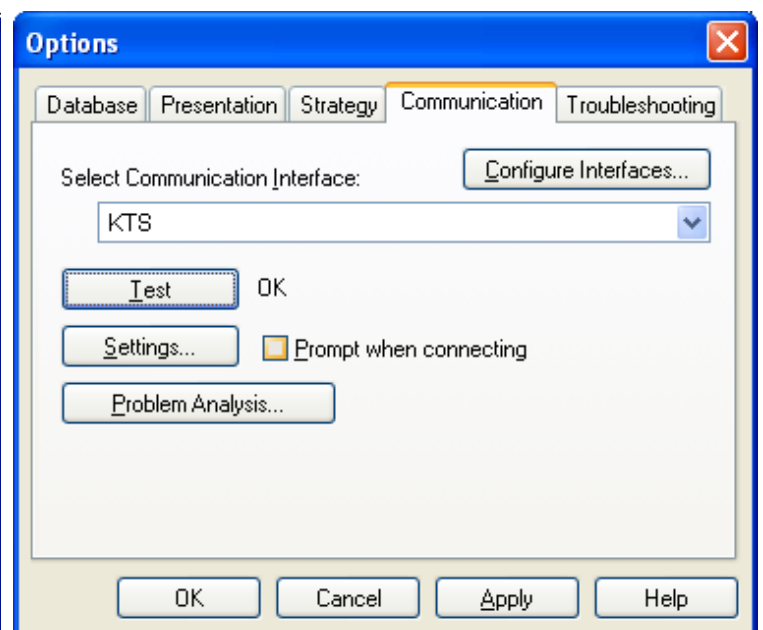 Options
Database Presentation Strategy Communication Troubleshooting
Select Communication Interface: Configure Interfaces...
KTS
Test OK
Settings... Prompt when connecting
Problem Analysis...
OK Cancel Apply Help